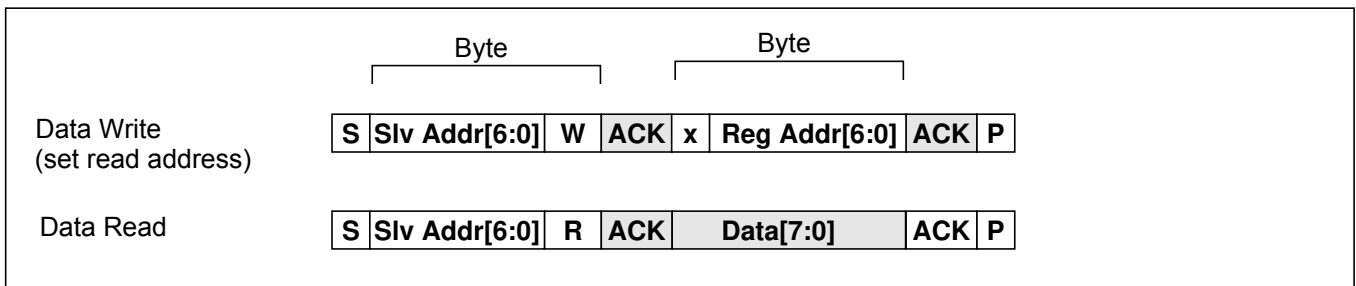 Byte Byte
Data Write
(set read address)
S Slv Addr[6:0] W ACK x Reg Addr[6:0] ACK P
Data Read
S Slv Addr[6:0] R ACK Data[7:0] ACK P